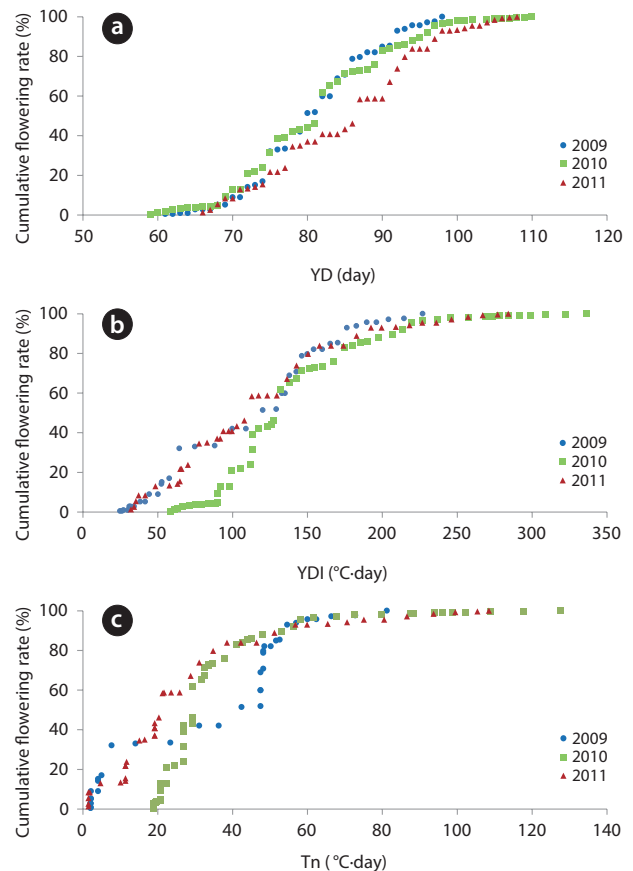 a
Cumulative flowering rate (%)
100
80
60
40
20
0
2009
2010
2011
50 60 70 80 90 100 110 120
YD (day)
b
Cumulative flowering rate (%)
100
80
60
40
20
0
2009
2010
2011
0 50 100 150 200 250 300 350
YDI (°C·day)
c
Cumulative flowering rate (%)
100
80
60
40
20
0
2009
2010
2011
0 20 40 60 80 100 120 140
Tn (°C·day)